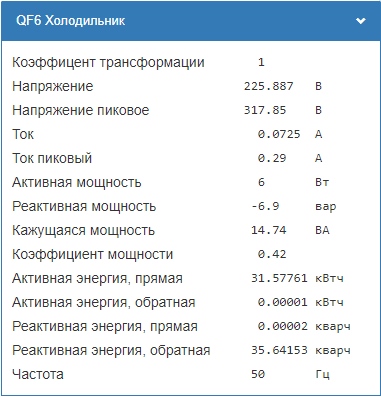 QF6 Холодильник
Коэффицент трансформации 1
Напряжение 225.887 В
Напряжение пиковое 317.85 В
Ток 0.0725 А
Ток пиковый 0.29 А
Активная мощность 6 Вт
Реактивная мощность -6.9 вар
Кажущаяся мощность 14.74 ВА
Коэффициент мощности 0.42
Активная энергия, прямая 31.57761 кВтч
Активная энергия, обратная 0.00001 кВтч
Реактивная энергия, прямая 0.00002 кварч
Реактивная энергия, обратная 35.64153 кварч
Частота 50 Гц